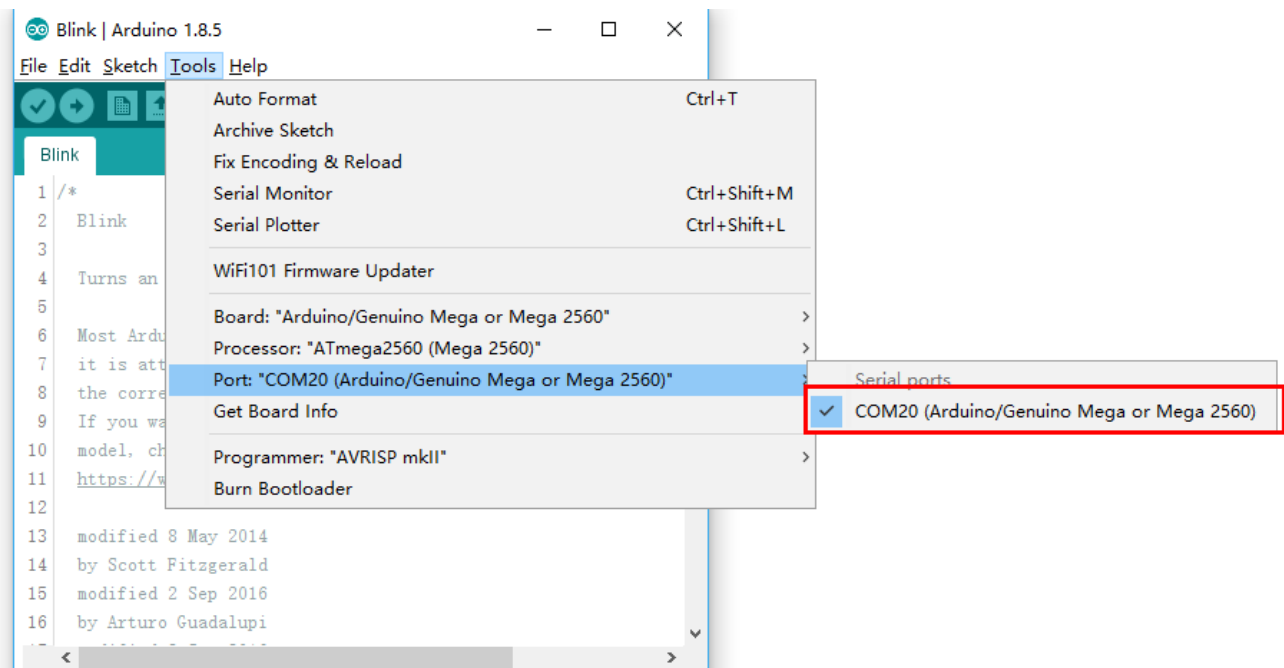 Blink | Arduino 1.8.5
File Edit Sketch Tools Help
Auto Format Ctrl+T
Archive Sketch
Fix Encoding & Reload
Serial Monitor Ctrl+Shift+M
Serial Plotter Ctrl+Shift+L
WiFi101 Firmware Updater
Board: "Arduino/Genuino Mega or Mega 2560"
Processor: "ATmega2560 (Mega 2560)"
Port: "COM20 (Arduino/Genuino Mega or Mega 2560)"
Get Board Info
Programmer: "AVRISP mkII"
Burn Bootloader
Serial ports
COM20 (Arduino/Genuino Mega or Mega 2560)
Blink
1 /*
2 Blink
3
4 Turns an
5
6 Most Ardu
7 it is att
8 the corre
9 If you wa
10 model, ch
11 https://w
12
13 modified 8 May 2014
14 by Scott Fitzgerald
15 modified 2 Sep 2016
16 by Arturo Guadalupi